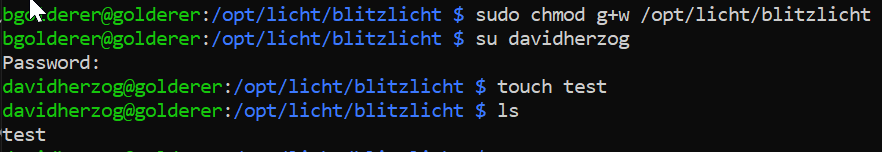 bgolderer@golderer:/opt/licht/blitzlicht $ sudo chmod g+w /opt/licht/blitzlicht
bgolderer@golderer:/opt/licht/blitzlicht $ su davidherzog
Password:
davidherzog@golderer:/opt/licht/blitzlicht $ touch test
davidherzog@golderer:/opt/licht/blitzlicht $ ls
test